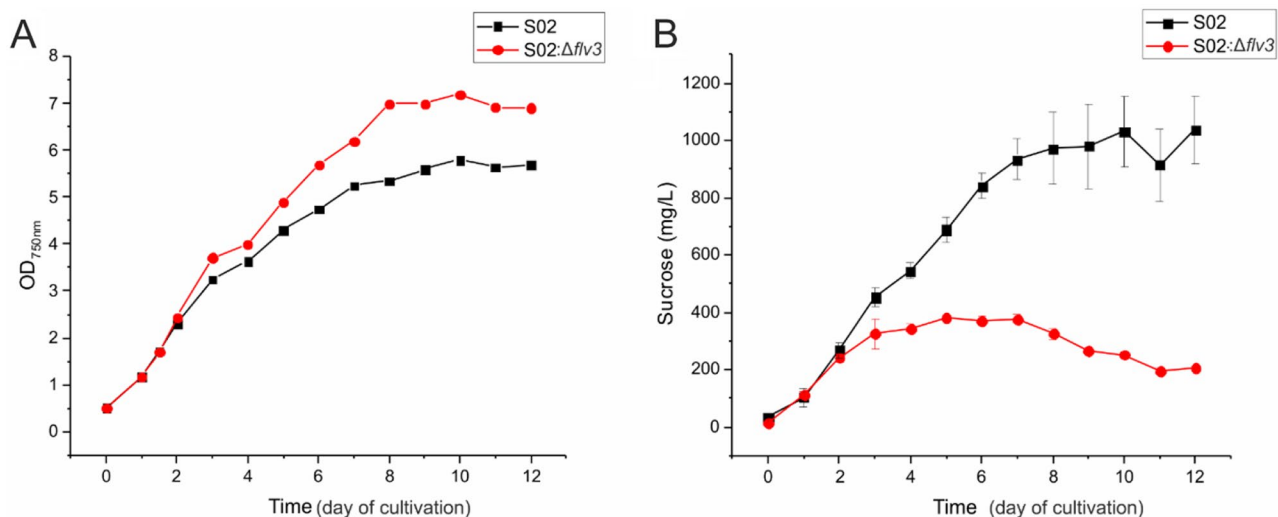 A
S02
S02:Δflv3
8
7
6
5
4
3
2
1
0
OD750nm
0 2 4 6 8 10 12
Time (day of cultivation)
B
S02
S02:Δflv3
1200
1000
800
600
400
200
0
Sucrose (mg/L)
0 2 4 6 8 10 12
Time (day of cultivation)